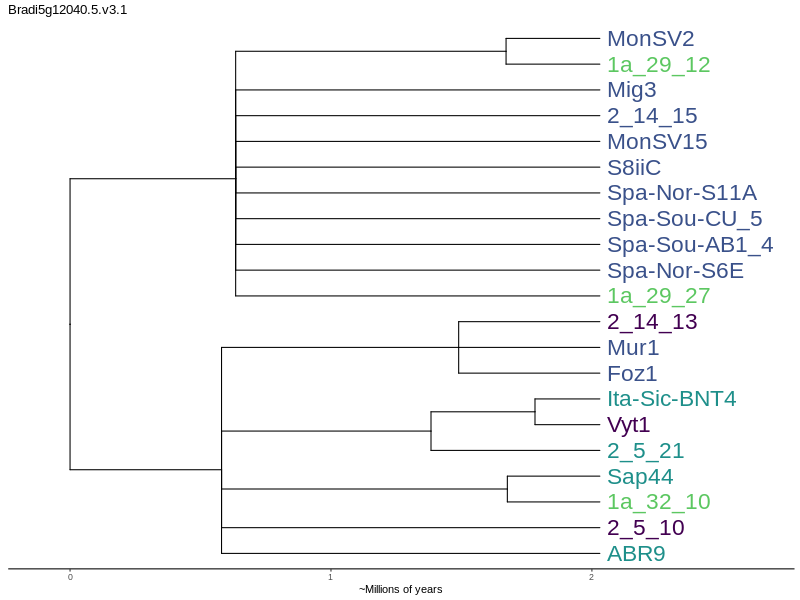 Bradi5g12040.5.v3.1
MonSV2
1a_29_12
Mig3
2_14_15
MonSV15
S8iiC
Spa-Nor-S11A
Spa-Sou-CU_5
Spa-Sou-AB1_4
Spa-Nor-S6E
1a_29_27
2_14_13
Mur1
Foz1
Ita-Sic-BNT4
Vyt1
2_5_21
Sap44
1a_32_10
2_5_10
ABR9
0 1 2
~Millions of years